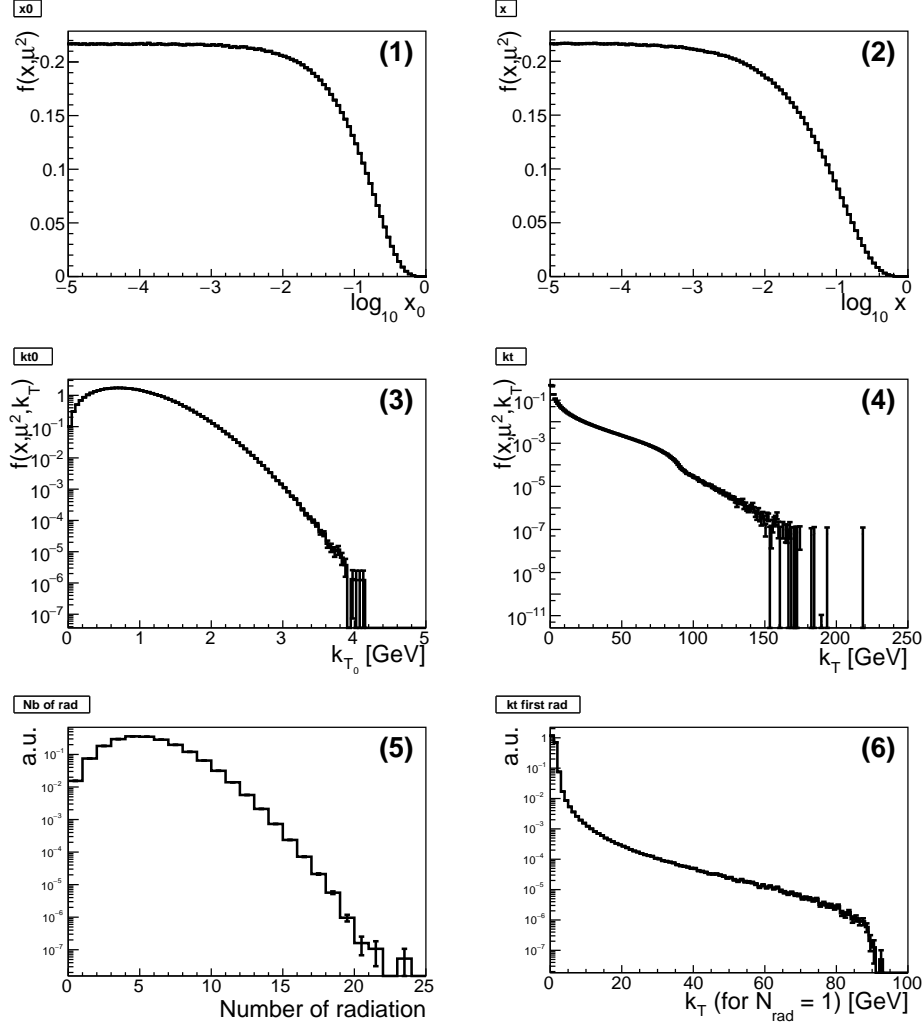 x0
(1)
f(x,μ²)
0.2
0.15
0.1
0.05
0
−5 −4 −3 −2 −1 0
log₁₀ x₀
x
(2)
f(x,μ²)
0.2
0.15
0.1
0.05
0
−5 −4 −3 −2 −1 0
log₁₀ x
kt0
(3)
f(x,μ²,k_T)
1
10⁻¹
10⁻²
10⁻³
10⁻⁴
10⁻⁵
10⁻⁶
10⁻⁷
0 1 2 3 4 5
k_T₀ [GeV]
kt
(4)
f(x,μ²,k_T)
10⁻¹
10⁻³
10⁻⁵
10⁻⁷
10⁻⁹
10⁻¹¹
0 50 100 150 200 250
k_T [GeV]
Nb of rad
(5)
a.u.
10⁻¹
10⁻²
10⁻³
10⁻⁴
10⁻⁵
10⁻⁶
10⁻⁷
0 5 10 15 20 25
Number of radiation
kt first rad
(6)
a.u.
1
10⁻¹
10⁻²
10⁻³
10⁻⁴
10⁻⁵
10⁻⁶
10⁻⁷
0 20 40 60 80 100
k_T (for N_rad = 1) [GeV]